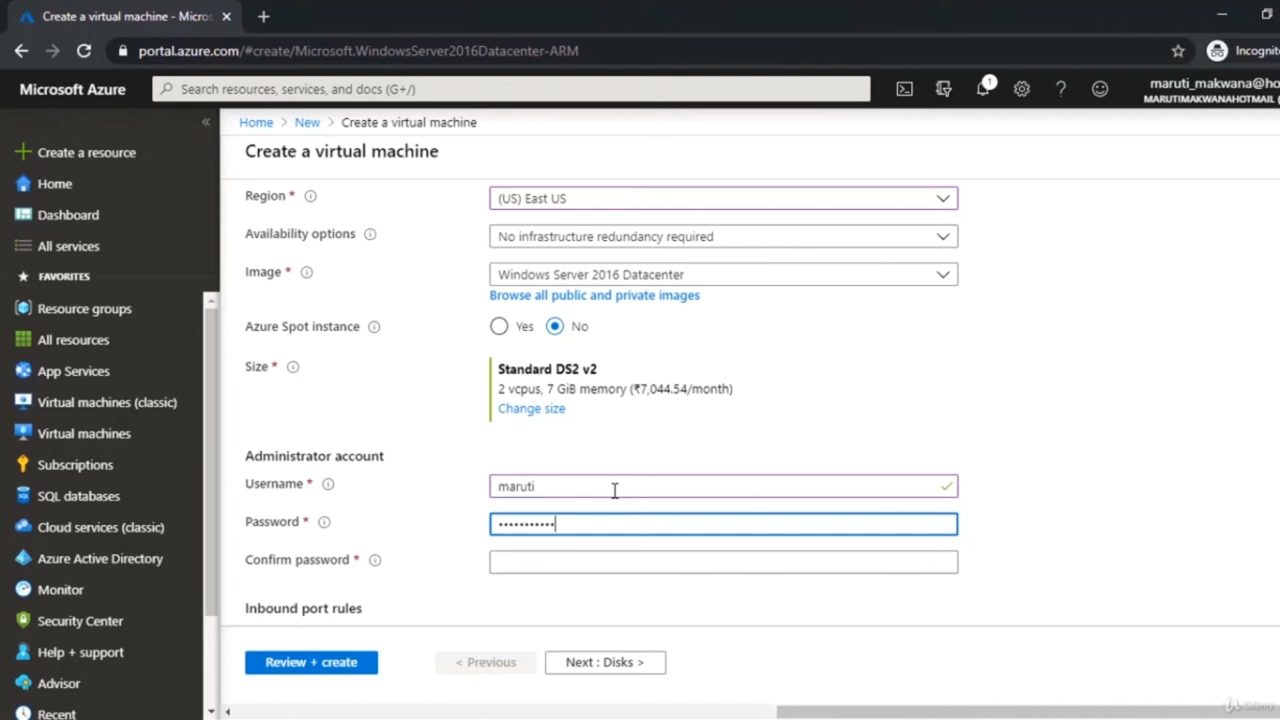 Create a virtual machine - Micros
portal.azure.com/#create/Microsoft.WindowsServer2016Datacenter-ARM
Incognito
Microsoft Azure
Search resources, services, and docs (G+/)
1
maruti_makwana@ho
MARUTIMAKWANAHOTMAIL (
Home > New > Create a virtual machine
Create a virtual machine
Create a resource
Home
Dashboard
All services
FAVORITES
Resource groups
All resources
App Services
Virtual machines (classic)
Virtual machines
Subscriptions
SQL databases
Cloud services (classic)
Azure Active Directory
Monitor
Security Center
Help + support
Advisor
Recent
Region *
(US) East US
Availability options
No infrastructure redundancy required
Image *
Windows Server 2016 Datacenter
Browse all public and private images
Azure Spot instance
Yes No
Size *
Standard DS2 v2
2 vcpus, 7 GiB memory (₹7,044.54/month)
Change size
Administrator account
Username *
maruti
Password *
•••••••••••
Confirm password *
Inbound port rules
Review + create
< Previous
Next : Disks >
Udemy